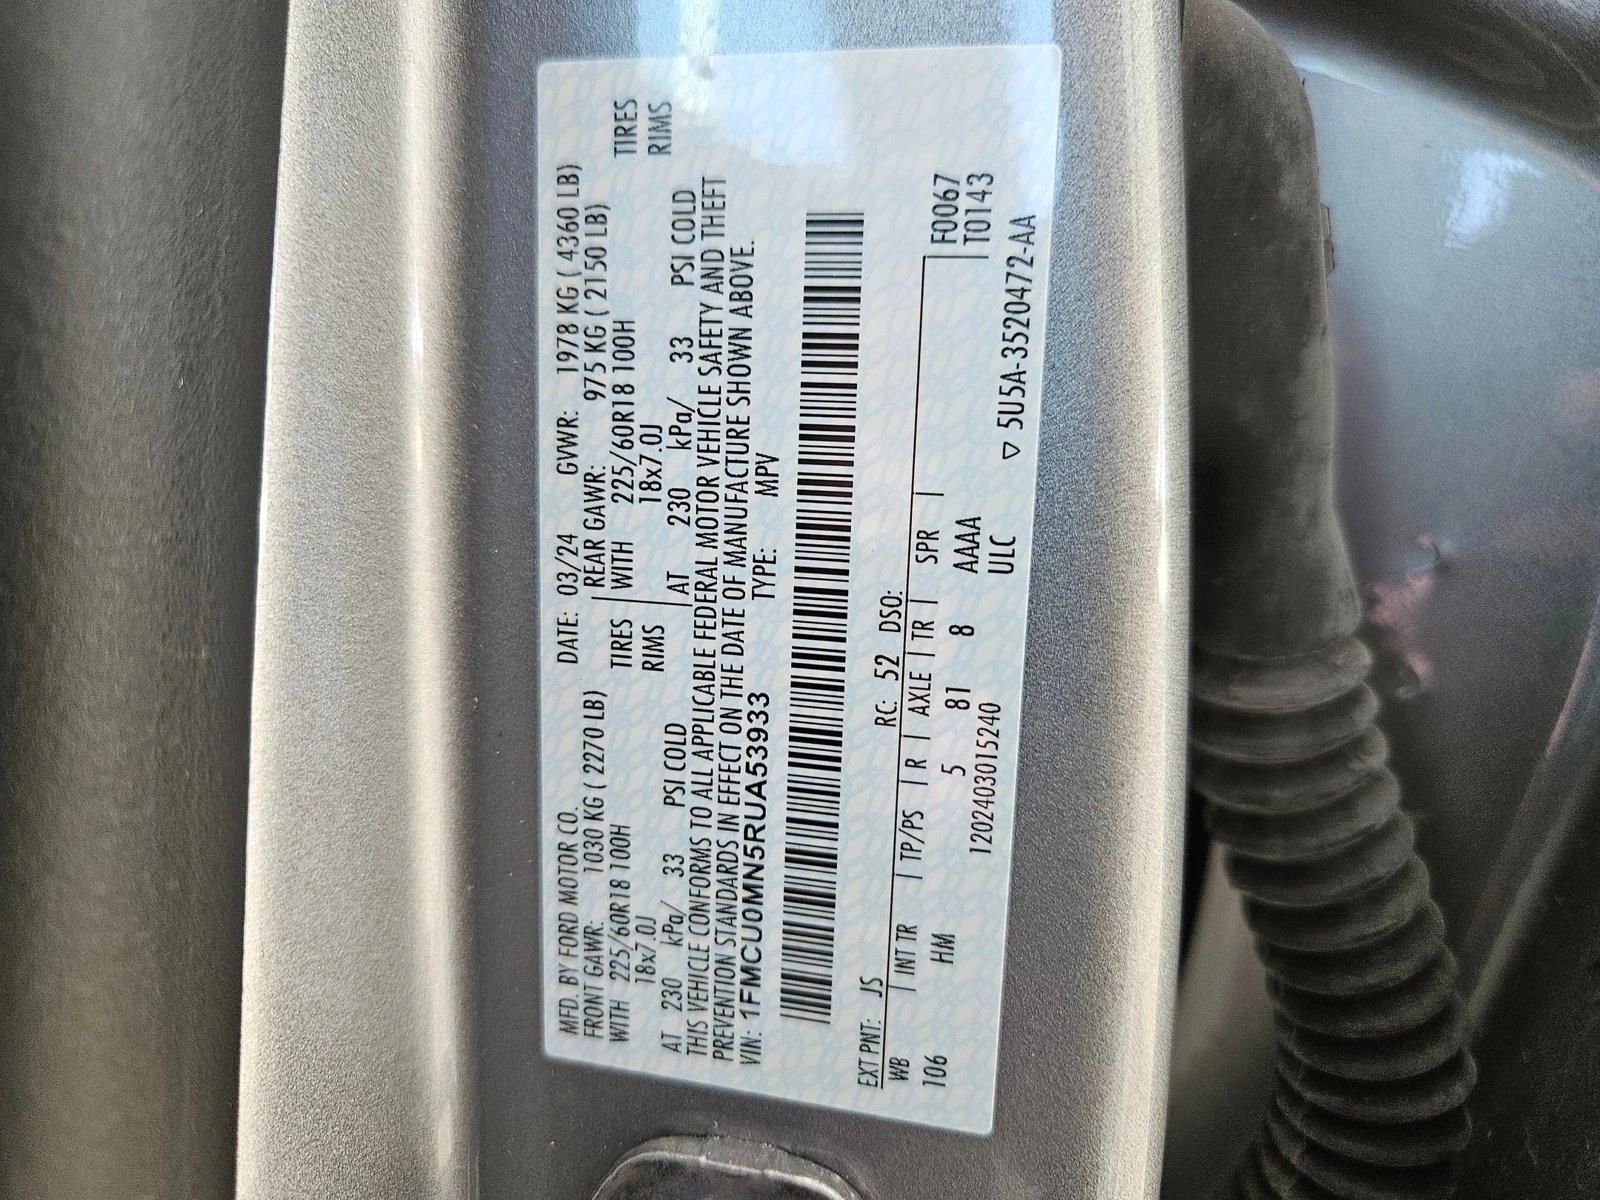 MFD. BY FORD MOTOR CO. DATE: 03/24 GVWR: 1978 KG ( 4360 LB)
FRONT GAWR: 1030 KG ( 2270 LB) REAR GAWR: 975 KG ( 2150 LB)
WITH 225/60R18 100H TIRES WITH 225/60R18 100H TIRES
18x7.0J RIMS 18x7.0J RIMS
AT 230 kPa/ 33 PSI COLD AT 230 kPa/ 33 PSI COLD
THIS VEHICLE CONFORMS TO ALL APPLICABLE FEDERAL MOTOR VEHICLE SAFETY AND THEFT
PREVENTION STANDARDS IN EFFECT ON THE DATE OF MANUFACTURE SHOWN ABOVE.
VIN: 1FMCU0MN5RUA53933 TYPE: MPV
EXT PNT: JS RC: 52 DSO:
WB INT TR TP/PS R AXLE TR SPR F0067
106 HM 5 81 8 AAAA T0143
1202403015240 ULC
▽ 5U5A-3520472-AA